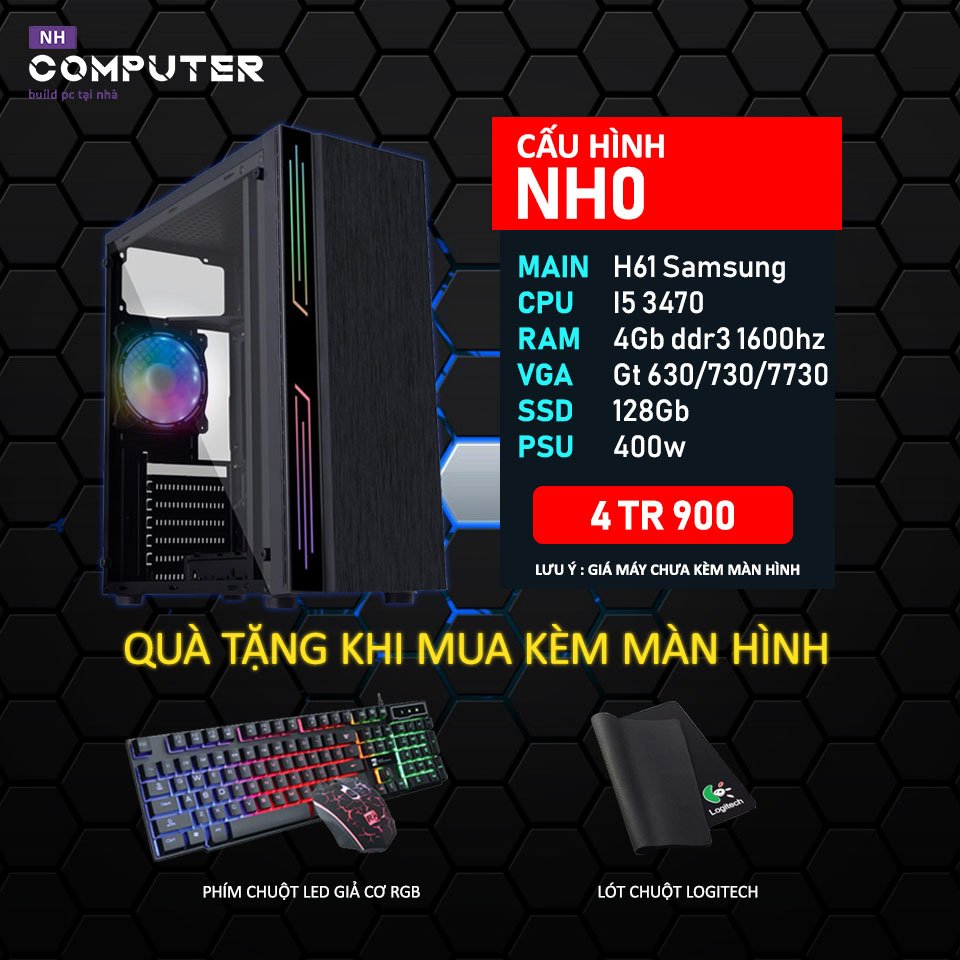 NH
COMPUTER
build pc tại nhà
CẤU HÌNH
NH0
MAIN H61 Samsung
CPU I5 3470
RAM 4Gb ddr3 1600hz
VGA Gt 630/730/7730
SSD 128Gb
PSU 400w
4 TR 900
LƯU Ý : GIÁ MÁY CHƯA KÈM MÀN HÌNH
QUÀ TẶNG KHI MUA KÈM MÀN HÌNH
Logitech
PHÍM CHUỘT LED GIẢ CƠ RGB
LÓT CHUỘT LOGITECH